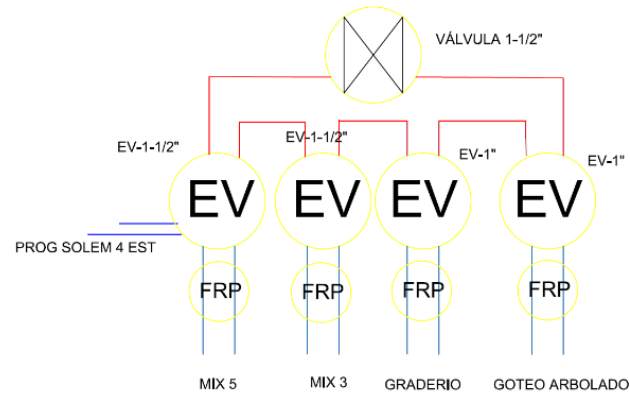 VÁLVULA 1-1/2"
EV-1-1/2"
EV-1-1/2"
EV-1"
EV-1"
EV EV EV EV
PROG SOLEM 4 EST
FRP FRP FRP FRP
MIX 5 MIX 3 GRADERIO GOTEO ARBOLADO